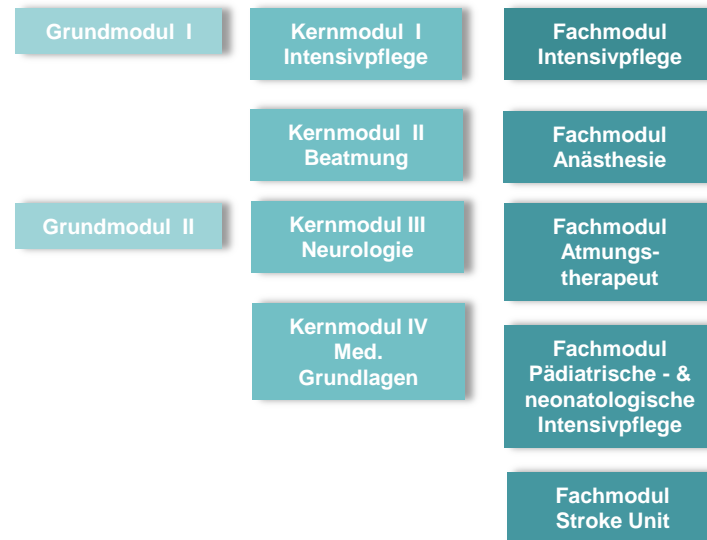 Grundmodul I
Kernmodul I
Intensivpflege
Fachmodul
Intensivpflege
Kernmodul II
Beatmung
Fachmodul
Anästhesie
Grundmodul II
Kernmodul III
Neurologie
Fachmodul
Atmungs-
therapeut
Kernmodul IV
Med.
Grundlagen
Fachmodul
Pädiatrische - &
neonatologische
Intensivpflege
Fachmodul
Stroke Unit